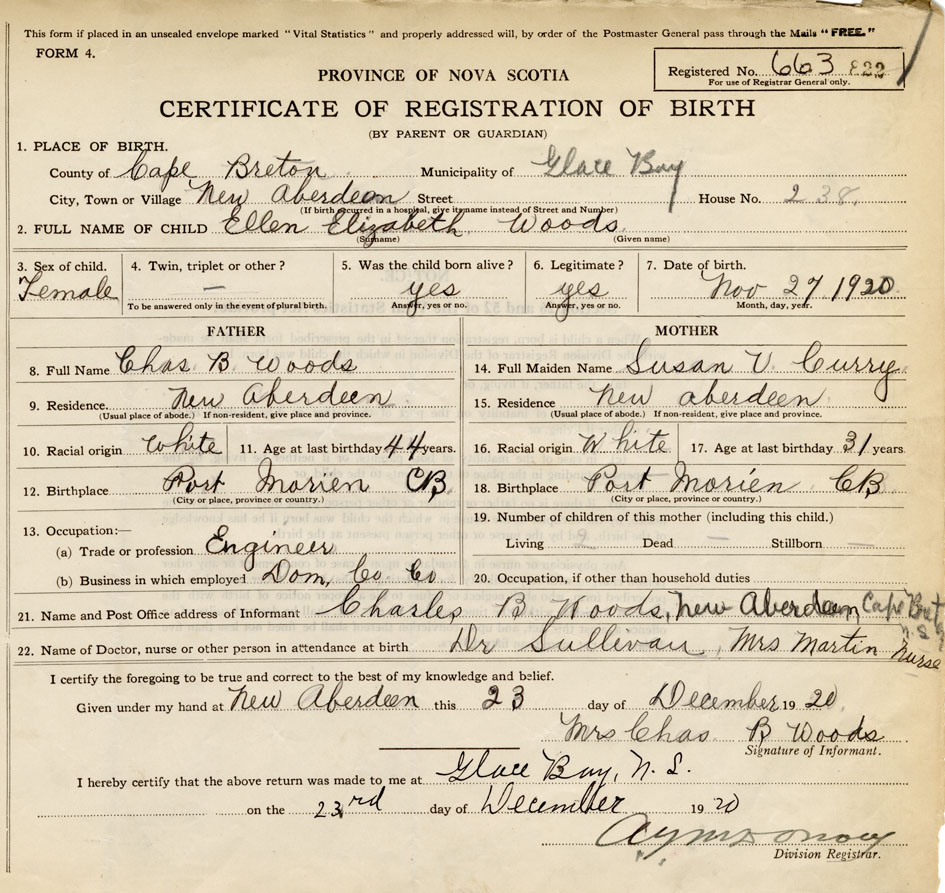 This form if placed in an unsealed envelope marked "Vital Statistics" and properly addressed will, by order of the Postmaster General pass through the Mails "FREE."
FORM 4.
Registered No. 663 822
For use of Registrar General only.
PROVINCE OF NOVA SCOTIA
CERTIFICATE OF REGISTRATION OF BIRTH
(BY PARENT OR GUARDIAN)
1. PLACE OF BIRTH.
County of Cape Breton Municipality of Glace Bay
City, Town or Village New Aberdeen Street House No. 238.
(If birth occurred in a hospital, give its name instead of Street and Number)
2. FULL NAME OF CHILD Ellen Elizabeth Woods
(Surname) (Given name)
3. Sex of child. Female
4. Twin, triplet or other? —
To be answered only in the event of plural birth.
5. Was the child born alive? yes
Answer, yes or no.
6. Legitimate? yes
Answer, yes or no.
7. Date of birth. Nov 27, 1920
Month, day, year.
FATHER
8. Full Name Chas B Woods
9. Residence New Aberdeen
(Usual place of abode.) If non-resident, give place and province.
10. Racial origin White 11. Age at last birthday 44 years.
12. Birthplace Port Morien CB.
(City or place, province or country.)
13. Occupation:—
(a) Trade or profession Engineer
(b) Business in which employed Dom, Co. Co
MOTHER
14. Full Maiden Name Susan V Curry
15. Residence New aberdeen
(Usual place of abode.) If non-resident, give place and province.
16. Racial origin White 17. Age at last birthday 31 years
18. Birthplace Port Morien CB
(City or place, province or country.)
19. Number of children of this mother (including this child.)
Living 2 Dead — Stillborn —
20. Occupation, if other than household duties
21. Name and Post Office address of Informant Charles B Woods, New Aberdeen, Cape Bret
N.S
22. Name of Doctor, nurse or other person in attendance at birth Dr Sullivan, Mrs Martin Nurse
I certify the foregoing to be true and correct to the best of my knowledge and belief.
Given under my hand at New Aberdeen this 23 day of December 1920.
Mrs Chas. B Woods
Signature of Informant.
I hereby certify that the above return was made to me at Glace Bay, N.S.
on the 23rd day of December 1920
Division Registrar.